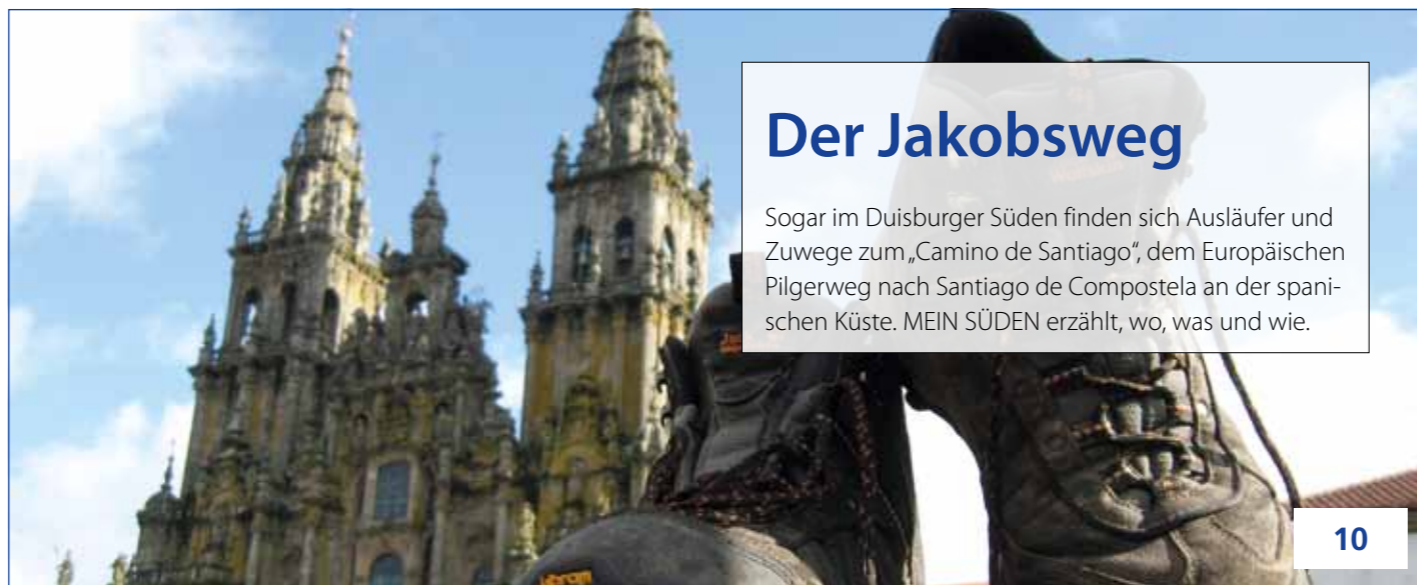 Der Jakobsweg
Sogar im Duisburger Süden finden sich Ausläufer und
Zuwege zum „Camino de Santiago“, dem Europäischen
Pilgerweg nach Santiago de Compostela an der spani-
schen Küste. MEIN SÜDEN erzählt, wo, was und wie.
10